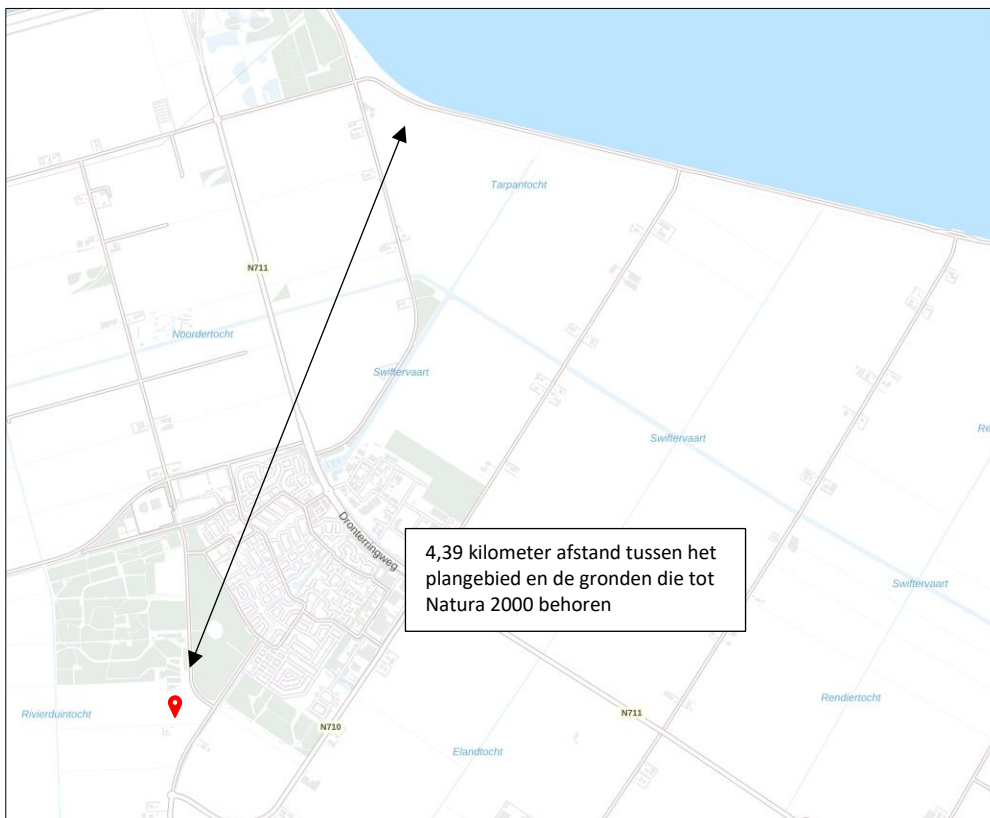 Tarpantocht
N711
Noordertocht
Swiftervaart
Swiftervaart
Re
Dronterringweg
4,39 kilometer afstand tussen het
plangebied en de gronden die tot
Natura 2000 behoren
Swiftervaart
Rivierduintocht
Rendiertocht
N711
N710
Elandtocht